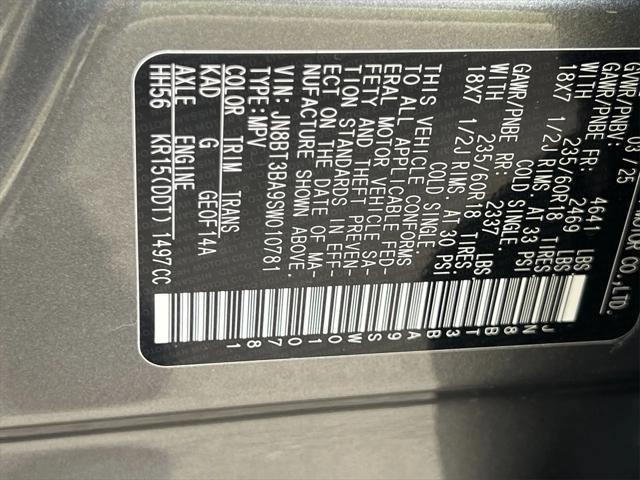 MOTOR CO.,LTD.
03/25
GVWR/PNBV: 4641 LBS
GAWR/PNBE FR: 2469 LBS
WITH 235/60R18 TIRES,
18X7 1/2J RIMS AT 33 PSI
COLD SINGLE
GAWR/PNBE RR: 2337 LBS
WITH 235/60R18 TIRES,
18X7 1/2J RIMS AT 30 PSI
COLD SINGLE
THIS VEHICLE CONFORMS
TO ALL APPLICABLE FED-
ERAL MOTOR VEHICLE SA-
FETY AND THEFT PREVEN-
TION STANDARDS IN EFF-
ECT ON THE DATE OF MA-
NUFACTURE SHOWN ABOVE.
VIN: JN8BT3BA9SW010781
TYPE: MPV
COLOR TRIM TRANS
KAD G GE0F14A
AXLE ENGINE
HH56 KR15(DDT) 1497CC
JN8BT3BA9SW010781